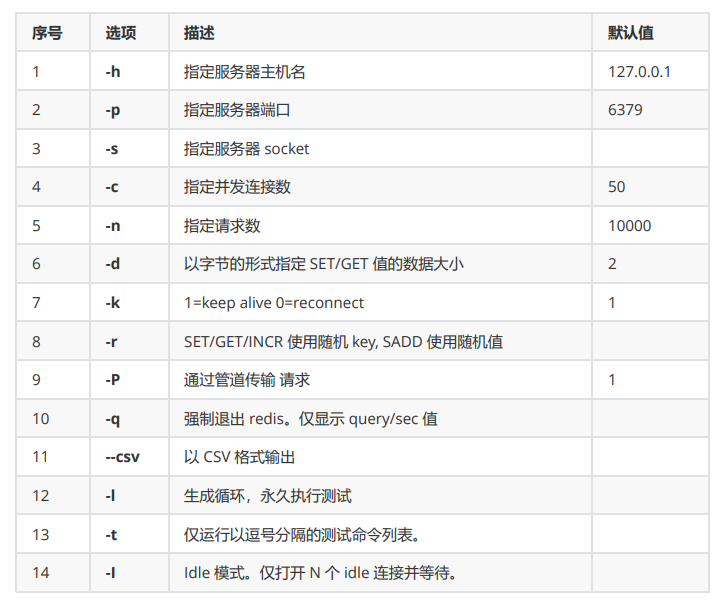 序号 选项 描述 默认值
1 -h 指定服务器主机名 127.0.0.1
2 -p 指定服务器端口 6379
3 -s 指定服务器 socket
4 -c 指定并发连接数 50
5 -n 指定请求数 10000
6 -d 以字节的形式指定 SET/GET 值的数据大小 2
7 -k 1=keep alive 0=reconnect 1
8 -r SET/GET/INCR 使用随机 key, SADD 使用随机值
9 -P 通过管道传输 请求 1
10 -q 强制退出 redis。仅显示 query/sec 值
11 --csv 以 CSV 格式输出
12 -l 生成循环，永久执行测试
13 -t 仅运行以逗号分隔的测试命令列表。
14 -I Idle 模式。仅打开 N 个 idle 连接并等待。